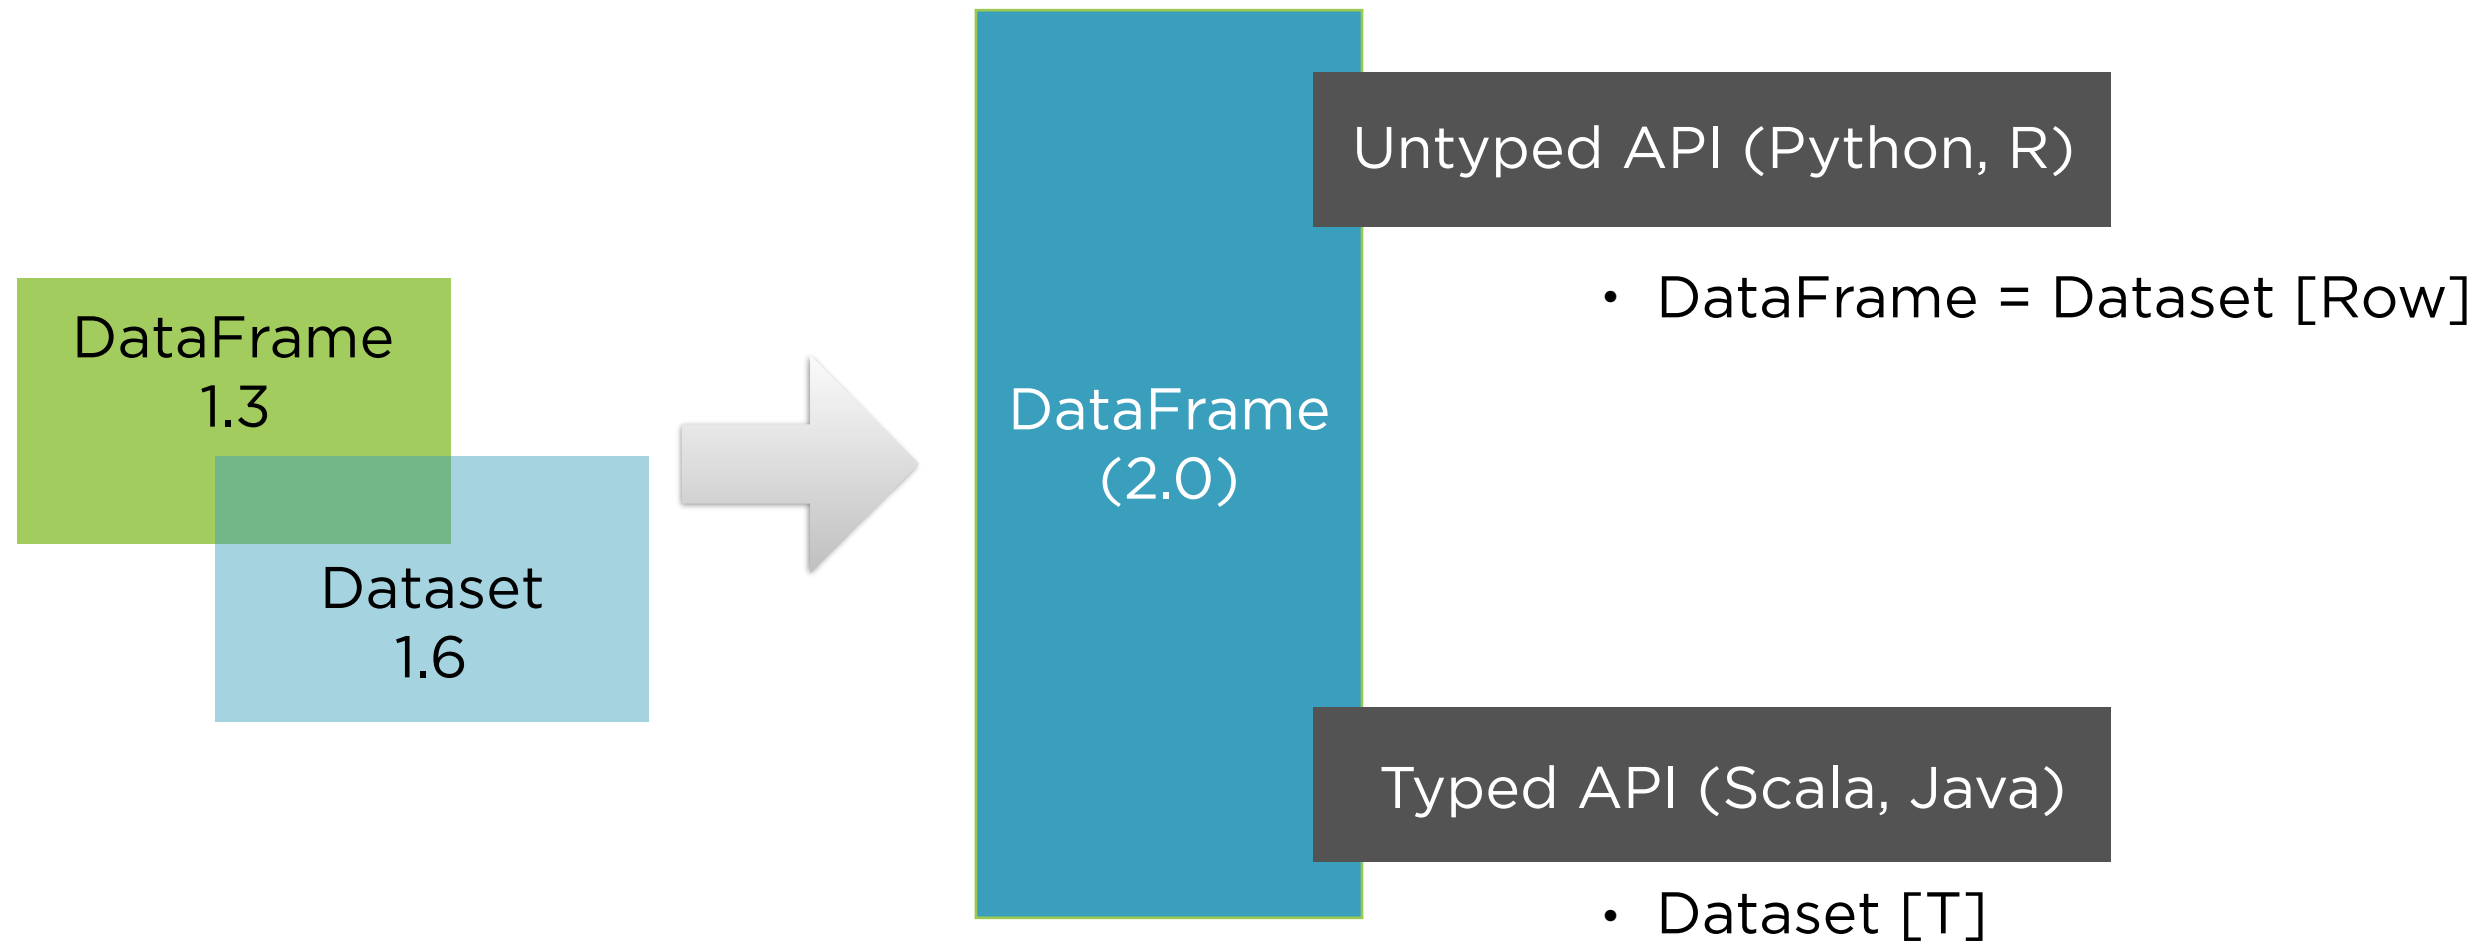 DataFrame
1.3
Dataset
1.6
DataFrame
(2.0)
Untyped API (Python, R)
• DataFrame = Dataset [Row]
Typed API (Scala, Java)
• Dataset [T]